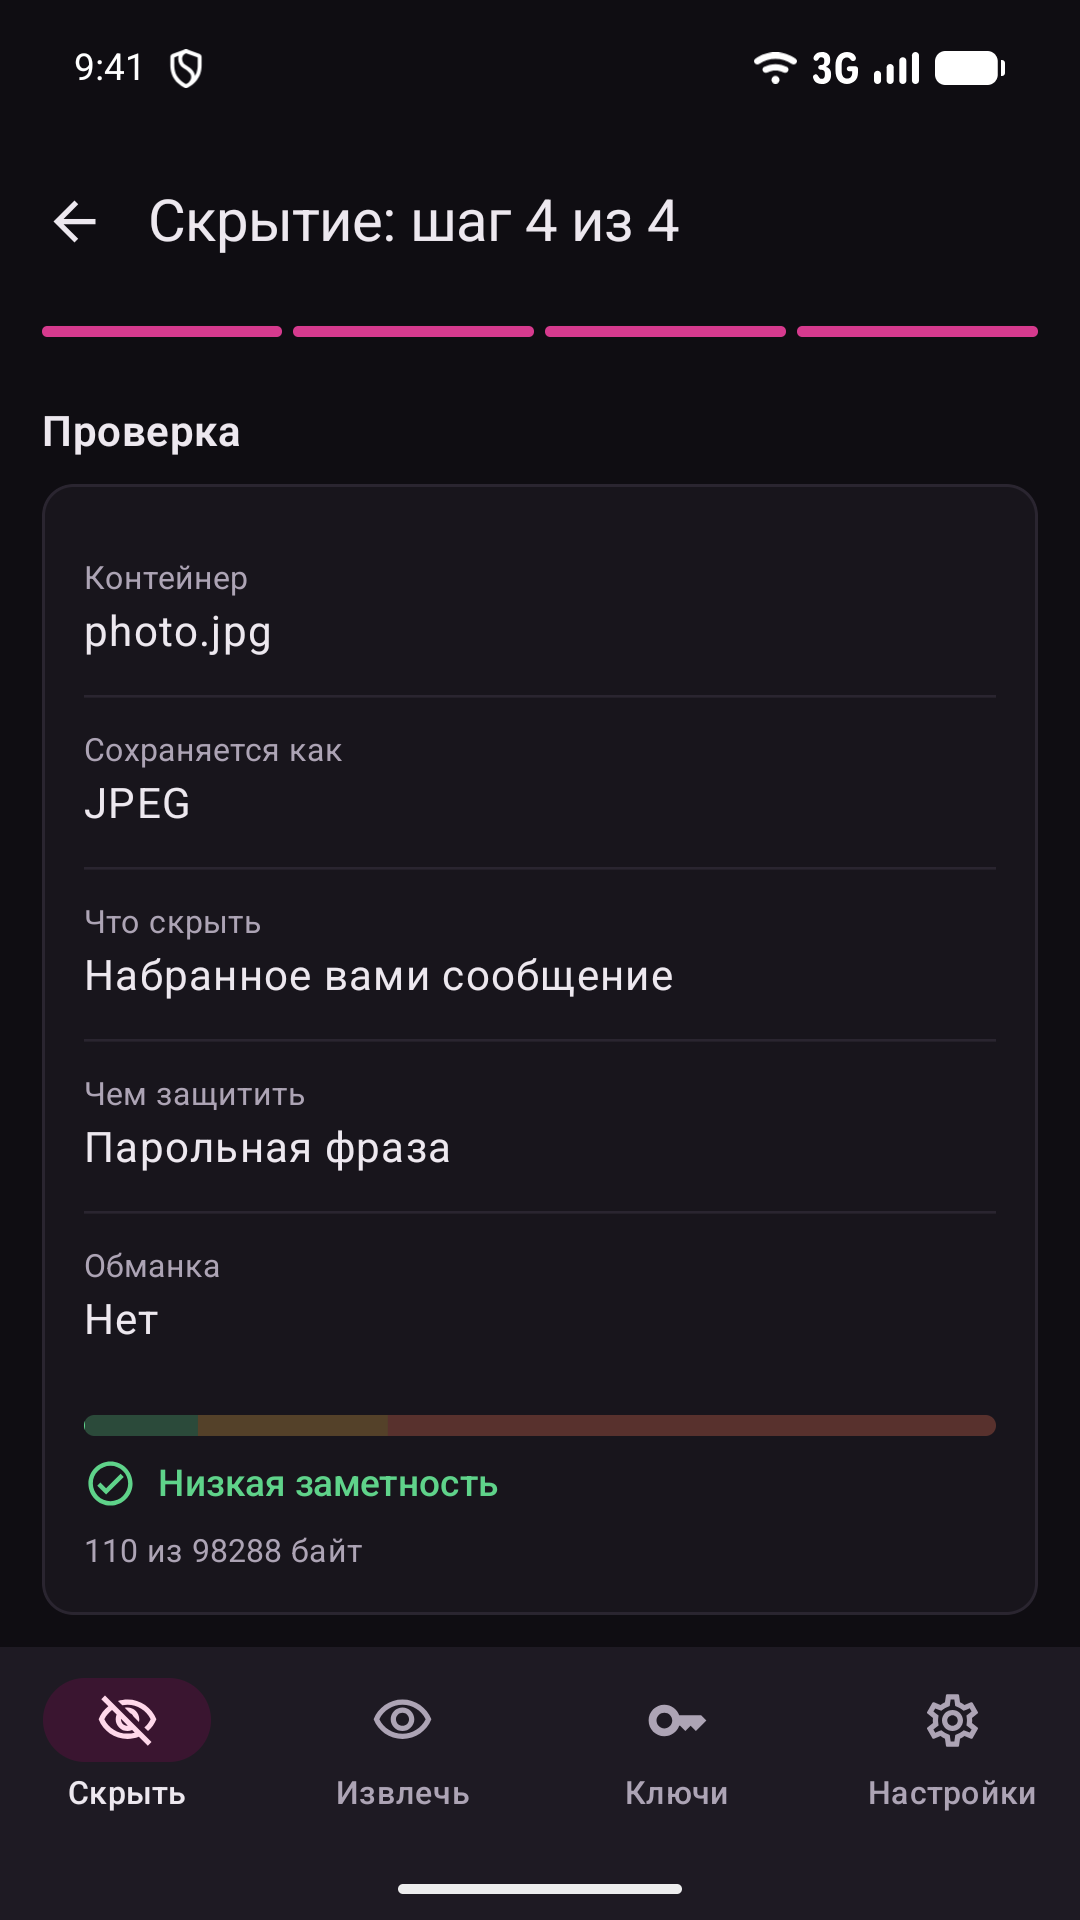 9:41
3G
Скрытие: шаг 4 из 4
Проверка
Контейнер
photo.jpg
Сохраняется как
JPEG
Что скрыть
Набранное вами сообщение
Чем защитить
Парольная фраза
Обманка
Нет
Низкая заметность
110 из 98288 байт
Скрыть
Извлечь
Ключи
Настройки